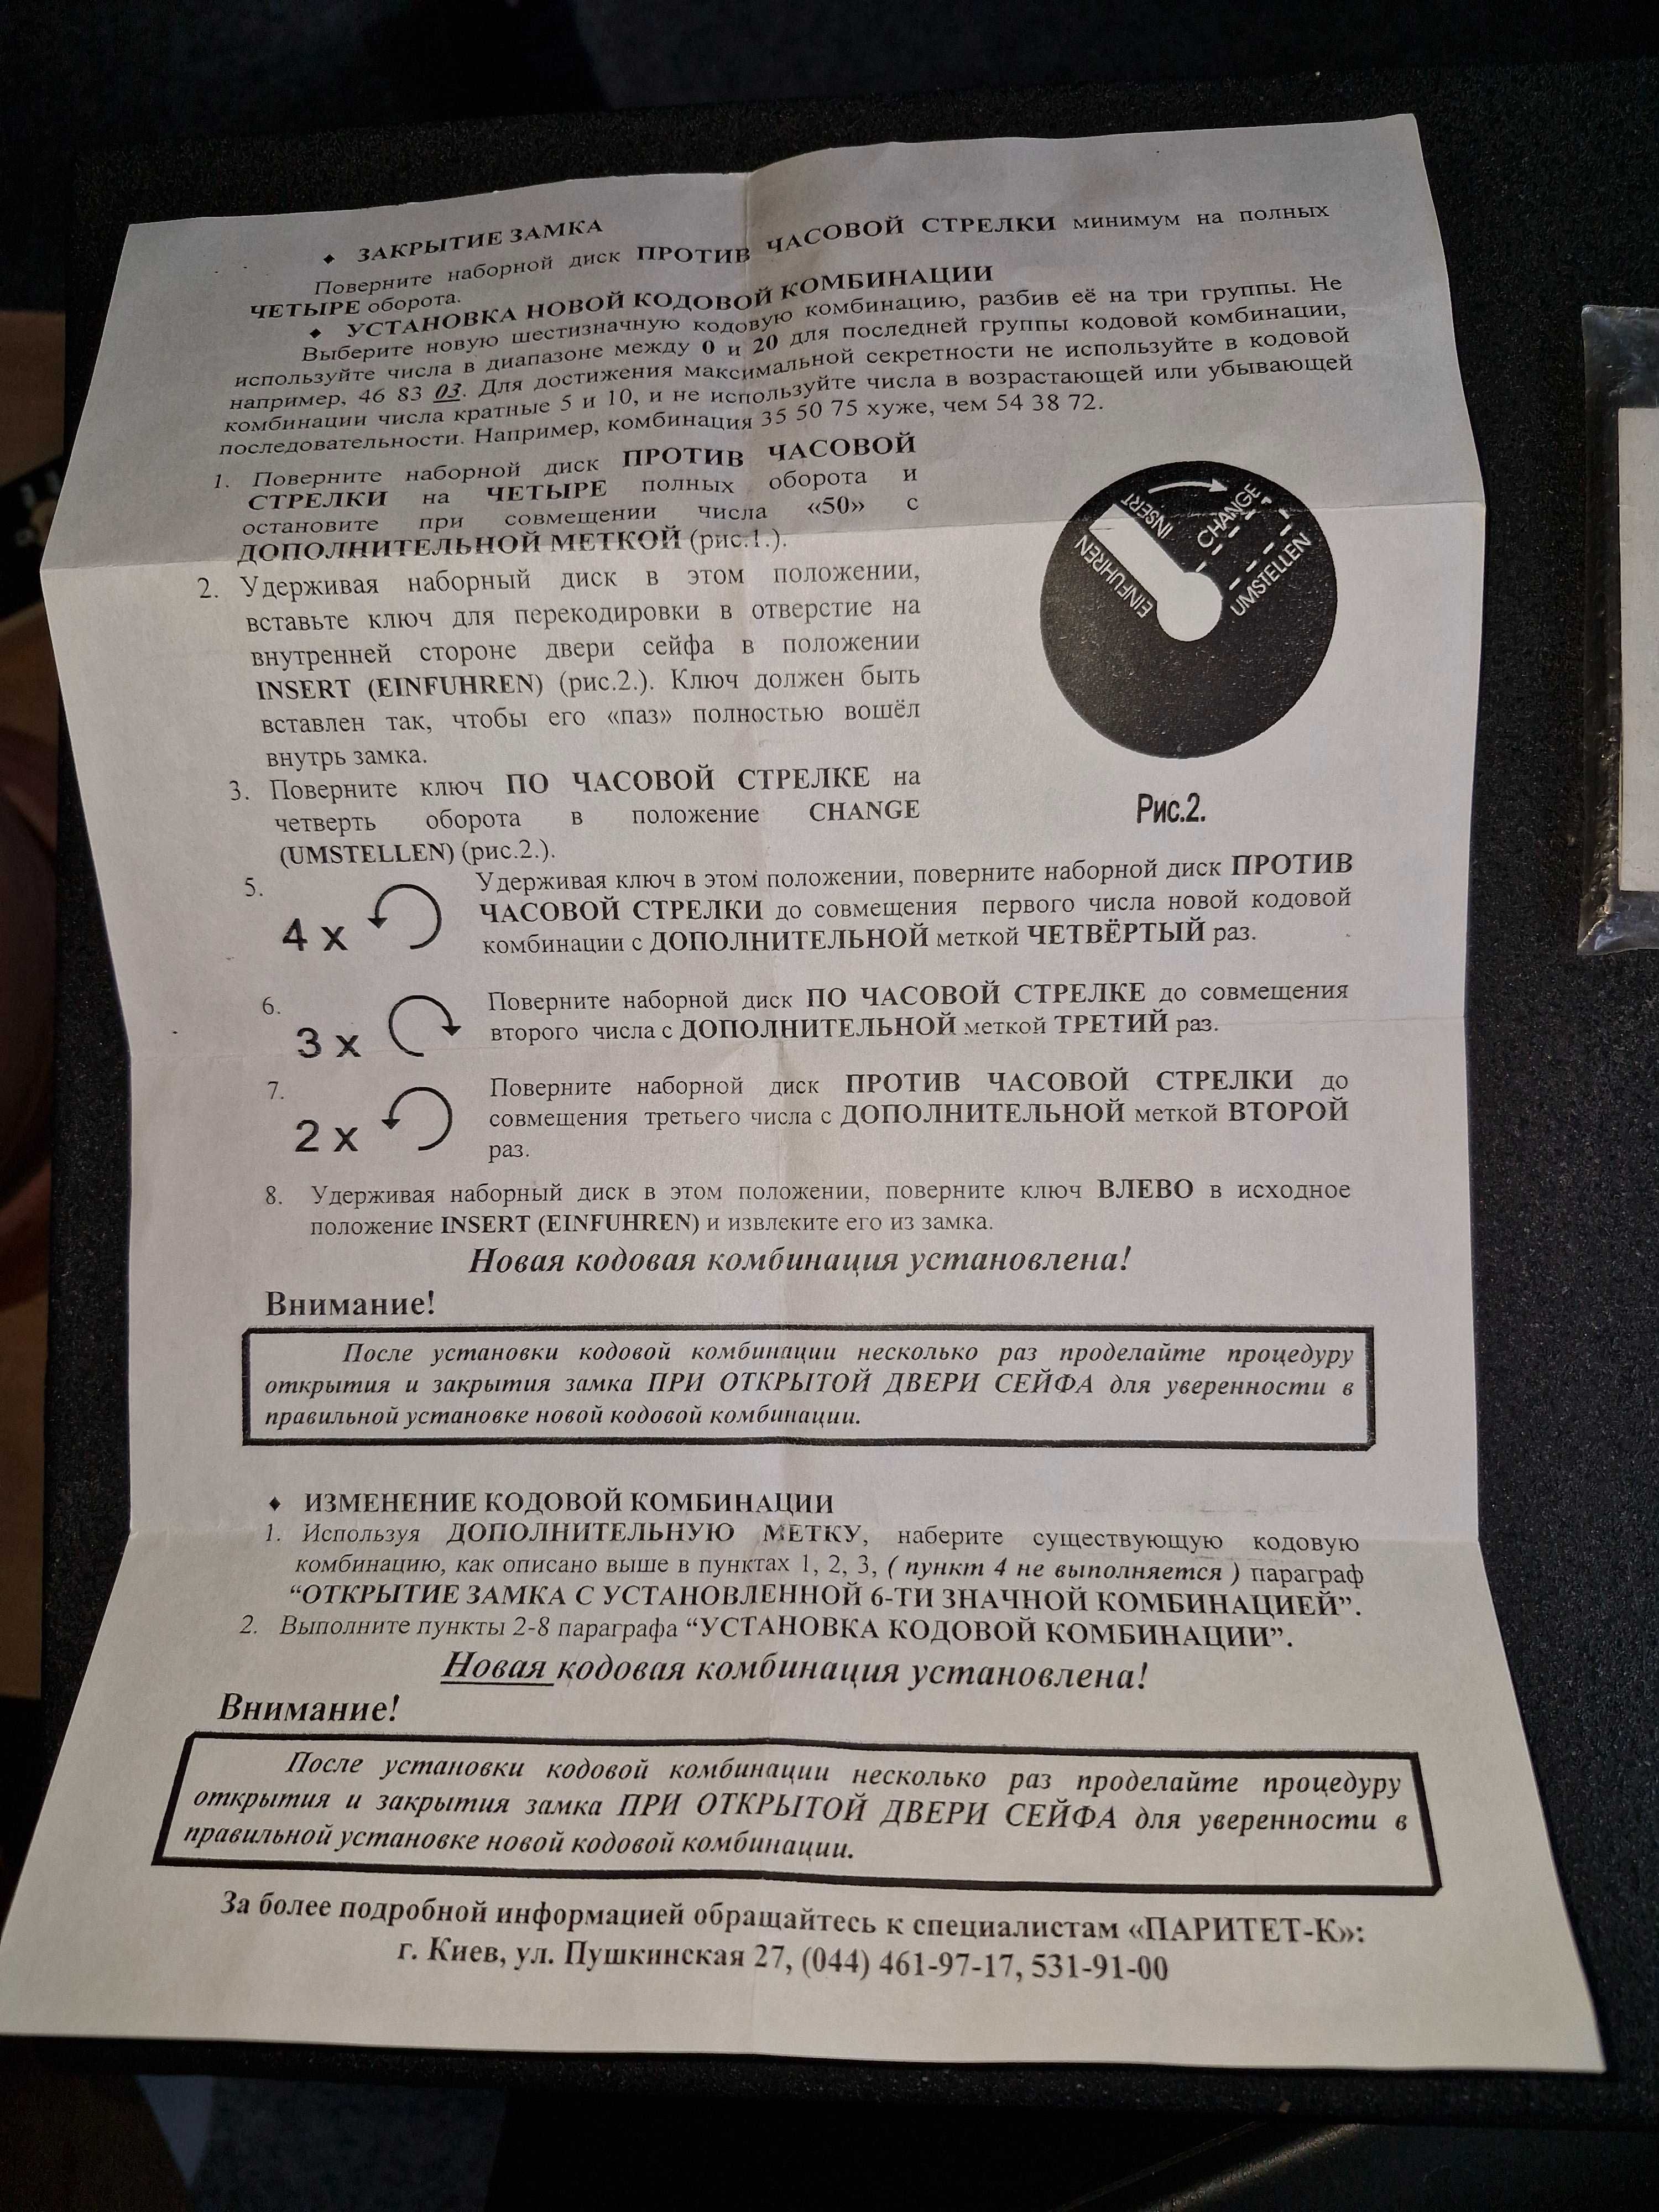 ♦ ЗАКРЫТИЕ ЗАМКА
Поверните наборной диск ПРОТИВ ЧАСОВОЙ СТРЕЛКИ минимум на полных
ЧЕТЫРЕ оборота.
♦ УСТАНОВКА НОВОЙ КОДОВОЙ КОМБИНАЦИИ
Выберите новую шестизначную кодовую комбинацию, разбив её на три группы. Не
используйте числа в диапазоне между 0 и 20 для последней группы кодовой комбинации,
например, 46 83 03. Для достижения максимальной секретности не используйте в кодовой
комбинации числа кратные 5 и 10, и не используйте числа в возрастающей или убывающей
последовательности. Например, комбинация 35 50 75 хуже, чем 54 38 72.
1. Поверните наборной диск ПРОТИВ ЧАСОВОЙ
СТРЕЛКИ на ЧЕТЫРЕ полных оборота и
остановите при совмещении числа «50» с
ДОПОЛНИТЕЛЬНОЙ МЕТКОЙ (рис.1.).
2. Удерживая наборный диск в этом положении,
вставьте ключ для перекодировки в отверстие на
внутренней стороне двери сейфа в положении
INSERT (EINFUHREN) (рис.2.). Ключ должен быть
вставлен так, чтобы его «паз» полностью вошёл
внутрь замка.
3. Поверните ключ ПО ЧАСОВОЙ СТРЕЛКЕ на
четверть оборота в положение CHANGE
(UMSTELLEN) (рис.2.).
EINFUHREN
INSERT
CHANGE
UMSTELLEN
Рис.2.
5.
4 x
Удерживая ключ в этом положении, поверните наборной диск ПРОТИВ
ЧАСОВОЙ СТРЕЛКИ до совмещения первого числа новой кодовой
комбинации с ДОПОЛНИТЕЛЬНОЙ меткой ЧЕТВЁРТЫЙ раз.
6.
3 x
Поверните наборной диск ПО ЧАСОВОЙ СТРЕЛКЕ до совмещения
второго числа с ДОПОЛНИТЕЛЬНОЙ меткой ТРЕТИЙ раз.
7.
2 x
Поверните наборной диск ПРОТИВ ЧАСОВОЙ СТРЕЛКИ до
совмещения третьего числа с ДОПОЛНИТЕЛЬНОЙ меткой ВТОРОЙ
раз.
8. Удерживая наборный диск в этом положении, поверните ключ ВЛЕВО в исходное
положение INSERT (EINFUHREN) и извлеките его из замка.
Новая кодовая комбинация установлена!
Внимание!
После установки кодовой комбинации несколько раз проделайте процедуру
открытия и закрытия замка ПРИ ОТКРЫТОЙ ДВЕРИ СЕЙФА для уверенности в
правильной установке новой кодовой комбинации.
♦ ИЗМЕНЕНИЕ КОДОВОЙ КОМБИНАЦИИ
1. Используя ДОПОЛНИТЕЛЬНУЮ МЕТКУ, наберите существующую кодовую
комбинацию, как описано выше в пунктах 1, 2, 3, ( пункт 4 не выполняется ) параграф
“ОТКРЫТИЕ ЗАМКА С УСТАНОВЛЕННОЙ 6-ТИ ЗНАЧНОЙ КОМБИНАЦИЕЙ”.
2. Выполните пункты 2-8 параграфа “УСТАНОВКА КОДОВОЙ КОМБИНАЦИИ”.
Новая кодовая комбинация установлена!
Внимание!
После установки кодовой комбинации несколько раз проделайте процедуру
открытия и закрытия замка ПРИ ОТКРЫТОЙ ДВЕРИ СЕЙФА для уверенности в
правильной установке новой кодовой комбинации.
За более подробной информацией обращайтесь к специалистам «ПАРИТЕТ-К»:
г. Киев, ул. Пушкинская 27, (044) 461-97-17, 531-91-00